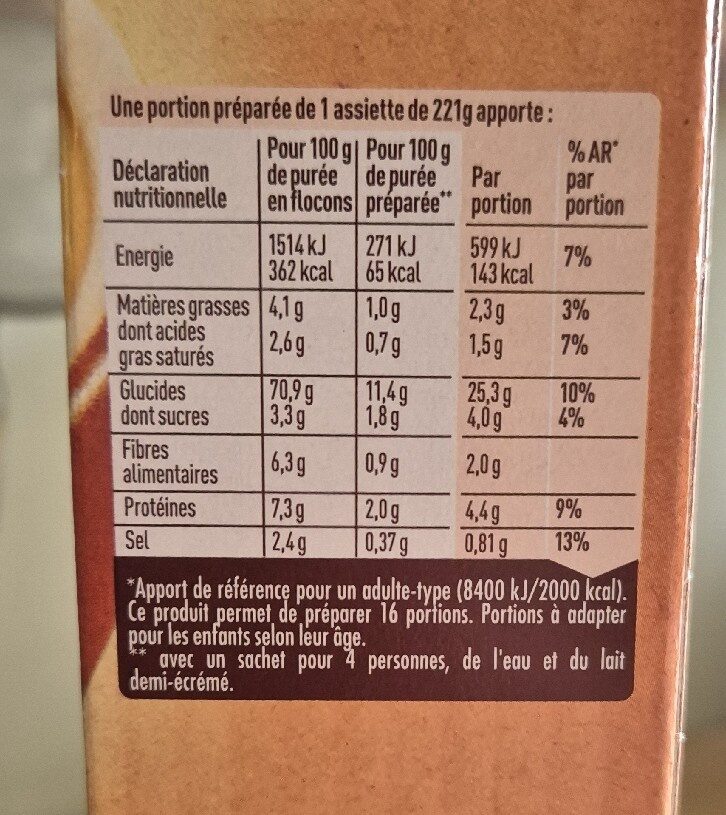 Une portion préparée de 1 assiette de 221g apporte :
Déclaration nutritionnelle | Pour 100 g de purée en flocons | Pour 100 g de purée préparée** | Par portion | % AR* par portion
Energie | 1514 kJ 362 kcal | 271 kJ 65 kcal | 599 kJ 143 kcal | 7%
Matières grasses | 4,1 g | 1,0 g | 2,3 g | 3%
dont acides gras saturés | 2,6 g | 0,7 g | 1,5 g | 7%
Glucides | 70,9 g | 11,4 g | 25,3 g | 10%
dont sucres | 3,3 g | 1,8 g | 4,0 g | 4%
Fibres alimentaires | 6,3 g | 0,9 g | 2,0 g
Protéines | 7,3 g | 2,0 g | 4,4 g | 9%
Sel | 2,4 g | 0,37 g | 0,81 g | 13%
*Apport de référence pour un adulte-type (8400 kJ/2000 kcal).
Ce produit permet de préparer 16 portions. Portions à adapter
pour les enfants selon leur âge.
** avec un sachet pour 4 personnes, de l'eau et du lait
demi-écrémé.